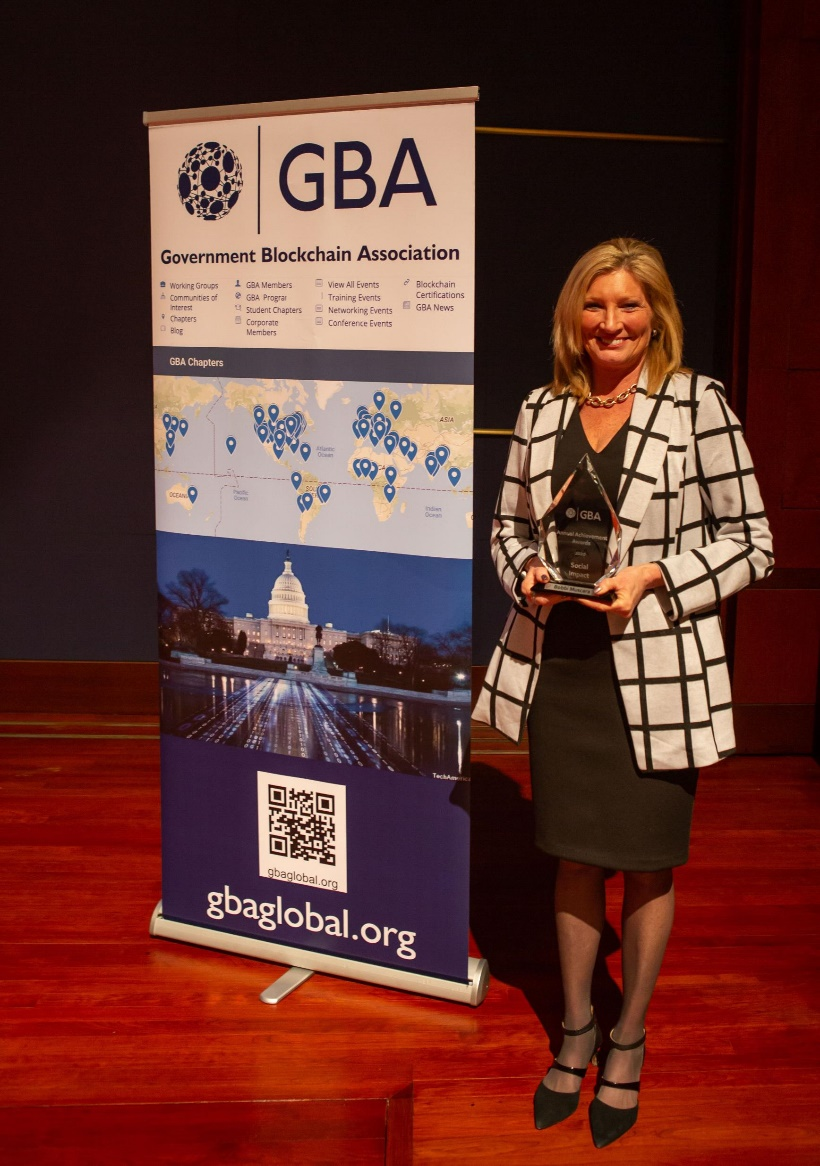 GBA
Government Blockchain Association
Working Groups
Communities of
Interest
Chapters
Blog
GBA Members
GBA Progra
Student Chapters
Corporate
Members
View All Events
Training Events
Networking Events
Conference Events
Blockchain
Certifications
GBA News
GBA Chapters
ASIA
Atlantic
Ocean
OCEANIA
Pacific
Ocean
Indian
Ocean
TechAmerica
gbaglobal.org
gbaglobal.org
GBA
Annual Achievement
Awards
Social
Impact